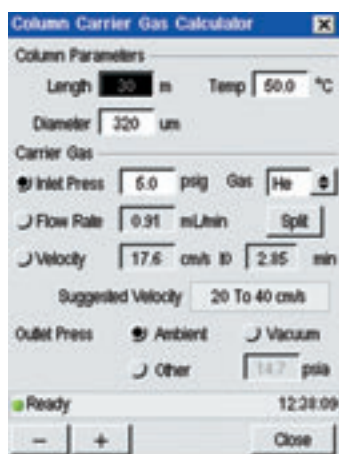 Column Carrier Gas Calculator
Column Parameters
Length 30 m Temp 50.0 °C
Diameter 320 um
Carrier Gas
Inlet Press 5.0 psig Gas He
Flow Rate 0.91 mL/min Split
Velocity 17.6 cm/s ID 2.85 min
Suggested Velocity 20 To 40 cm/s
Outlet Press Ambient Vacuum
Other 14.7 psia
Ready 12:38:09
- + Close